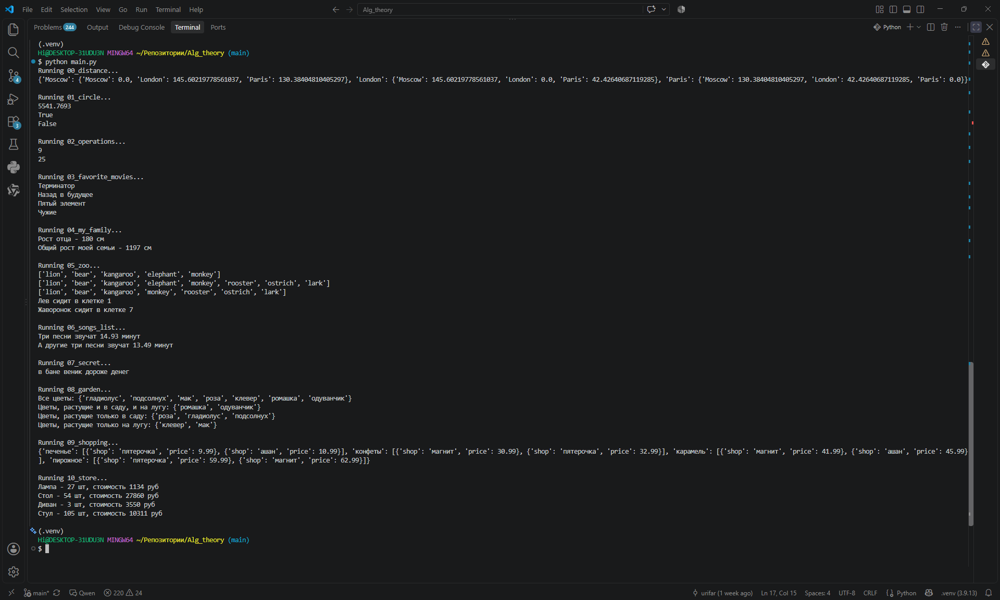 File Edit Selection View Go Run Terminal Help
Alg_theory
Problems 244 Output Debug Console Terminal Ports
Python
(.venv)
Hi@DESKTOP-31UDU3N MINGW64 ~/Репозитории/Alg_theory (main)
$ python main.py
Running 00_distance...
{'Moscow': {'Moscow': 0.0, 'London': 145.60219778561037, 'Paris': 130.38404810405297}, 'London': {'Moscow': 145.60219778561037, 'London': 0.0, 'Paris': 42.42640687119285}, 'Paris': {'Moscow': 130.38404810405297, 'London': 42.42640687119285, 'Paris': 0.0}}
Running 01_circle...
5541.7693
True
False
Running 02_operations...
9
25
Running 03_favorite_movies...
Терминатор
Назад в будущее
Пятый элемент
Чужие
Running 04_my_family...
Рост отца - 180 см
Общий рост моей семьи - 1197 см
Running 05_zoo...
['lion', 'bear', 'kangaroo', 'elephant', 'monkey']
['lion', 'bear', 'kangaroo', 'elephant', 'monkey', 'rooster', 'ostrich', 'lark']
['lion', 'bear', 'kangaroo', 'monkey', 'rooster', 'ostrich', 'lark']
Лев сидит в клетке 1
Жаворонок сидит в клетке 7
Running 06_songs_list...
Три песни звучат 14.93 минут
А другие три песни звучат 13.49 минут
Running 07_secret...
в бане веник дороже денег
Running 08_garden...
Все цветы: {'гладиолус', 'подсолнух', 'мак', 'роза', 'клевер', 'ромашка', 'одуванчик'}
Цветы, растущие и в саду, и на лугу: {'ромашка', 'одуванчик'}
Цветы, растущие только в саду: {'роза', 'гладиолус', 'подсолнух'}
Цветы, растущие только на лугу: {'клевер', 'мак'}
Running 09_shopping...
{'печенье': [{'shop': 'пятерочка', 'price': 9.99}, {'shop': 'ашан', 'price': 10.99}], 'конфеты': [{'shop': 'магнит', 'price': 30.99}, {'shop': 'пятерочка', 'price': 32.99}], 'карамель': [{'shop': 'магнит', 'price': 41.99}, {'shop': 'ашан', 'price': 45.99}
], 'пирожное': [{'shop': 'пятерочка', 'price': 59.99}, {'shop': 'магнит', 'price': 62.99}]}
Running 10_store...
Лампа - 27 шт, стоимость 1134 руб
Стол - 54 шт, стоимость 27860 руб
Диван - 3 шт, стоимость 3550 руб
Стул - 105 шт, стоимость 10311 руб
(.venv)
Hi@DESKTOP-31UDU3N MINGW64 ~/Репозитории/Alg_theory (main)
$
4
3
main* Qwen 220 24 urifar (1 week ago) Ln 17, Col 15 Spaces: 4 UTF-8 CRLF Python .venv (3.9.13)